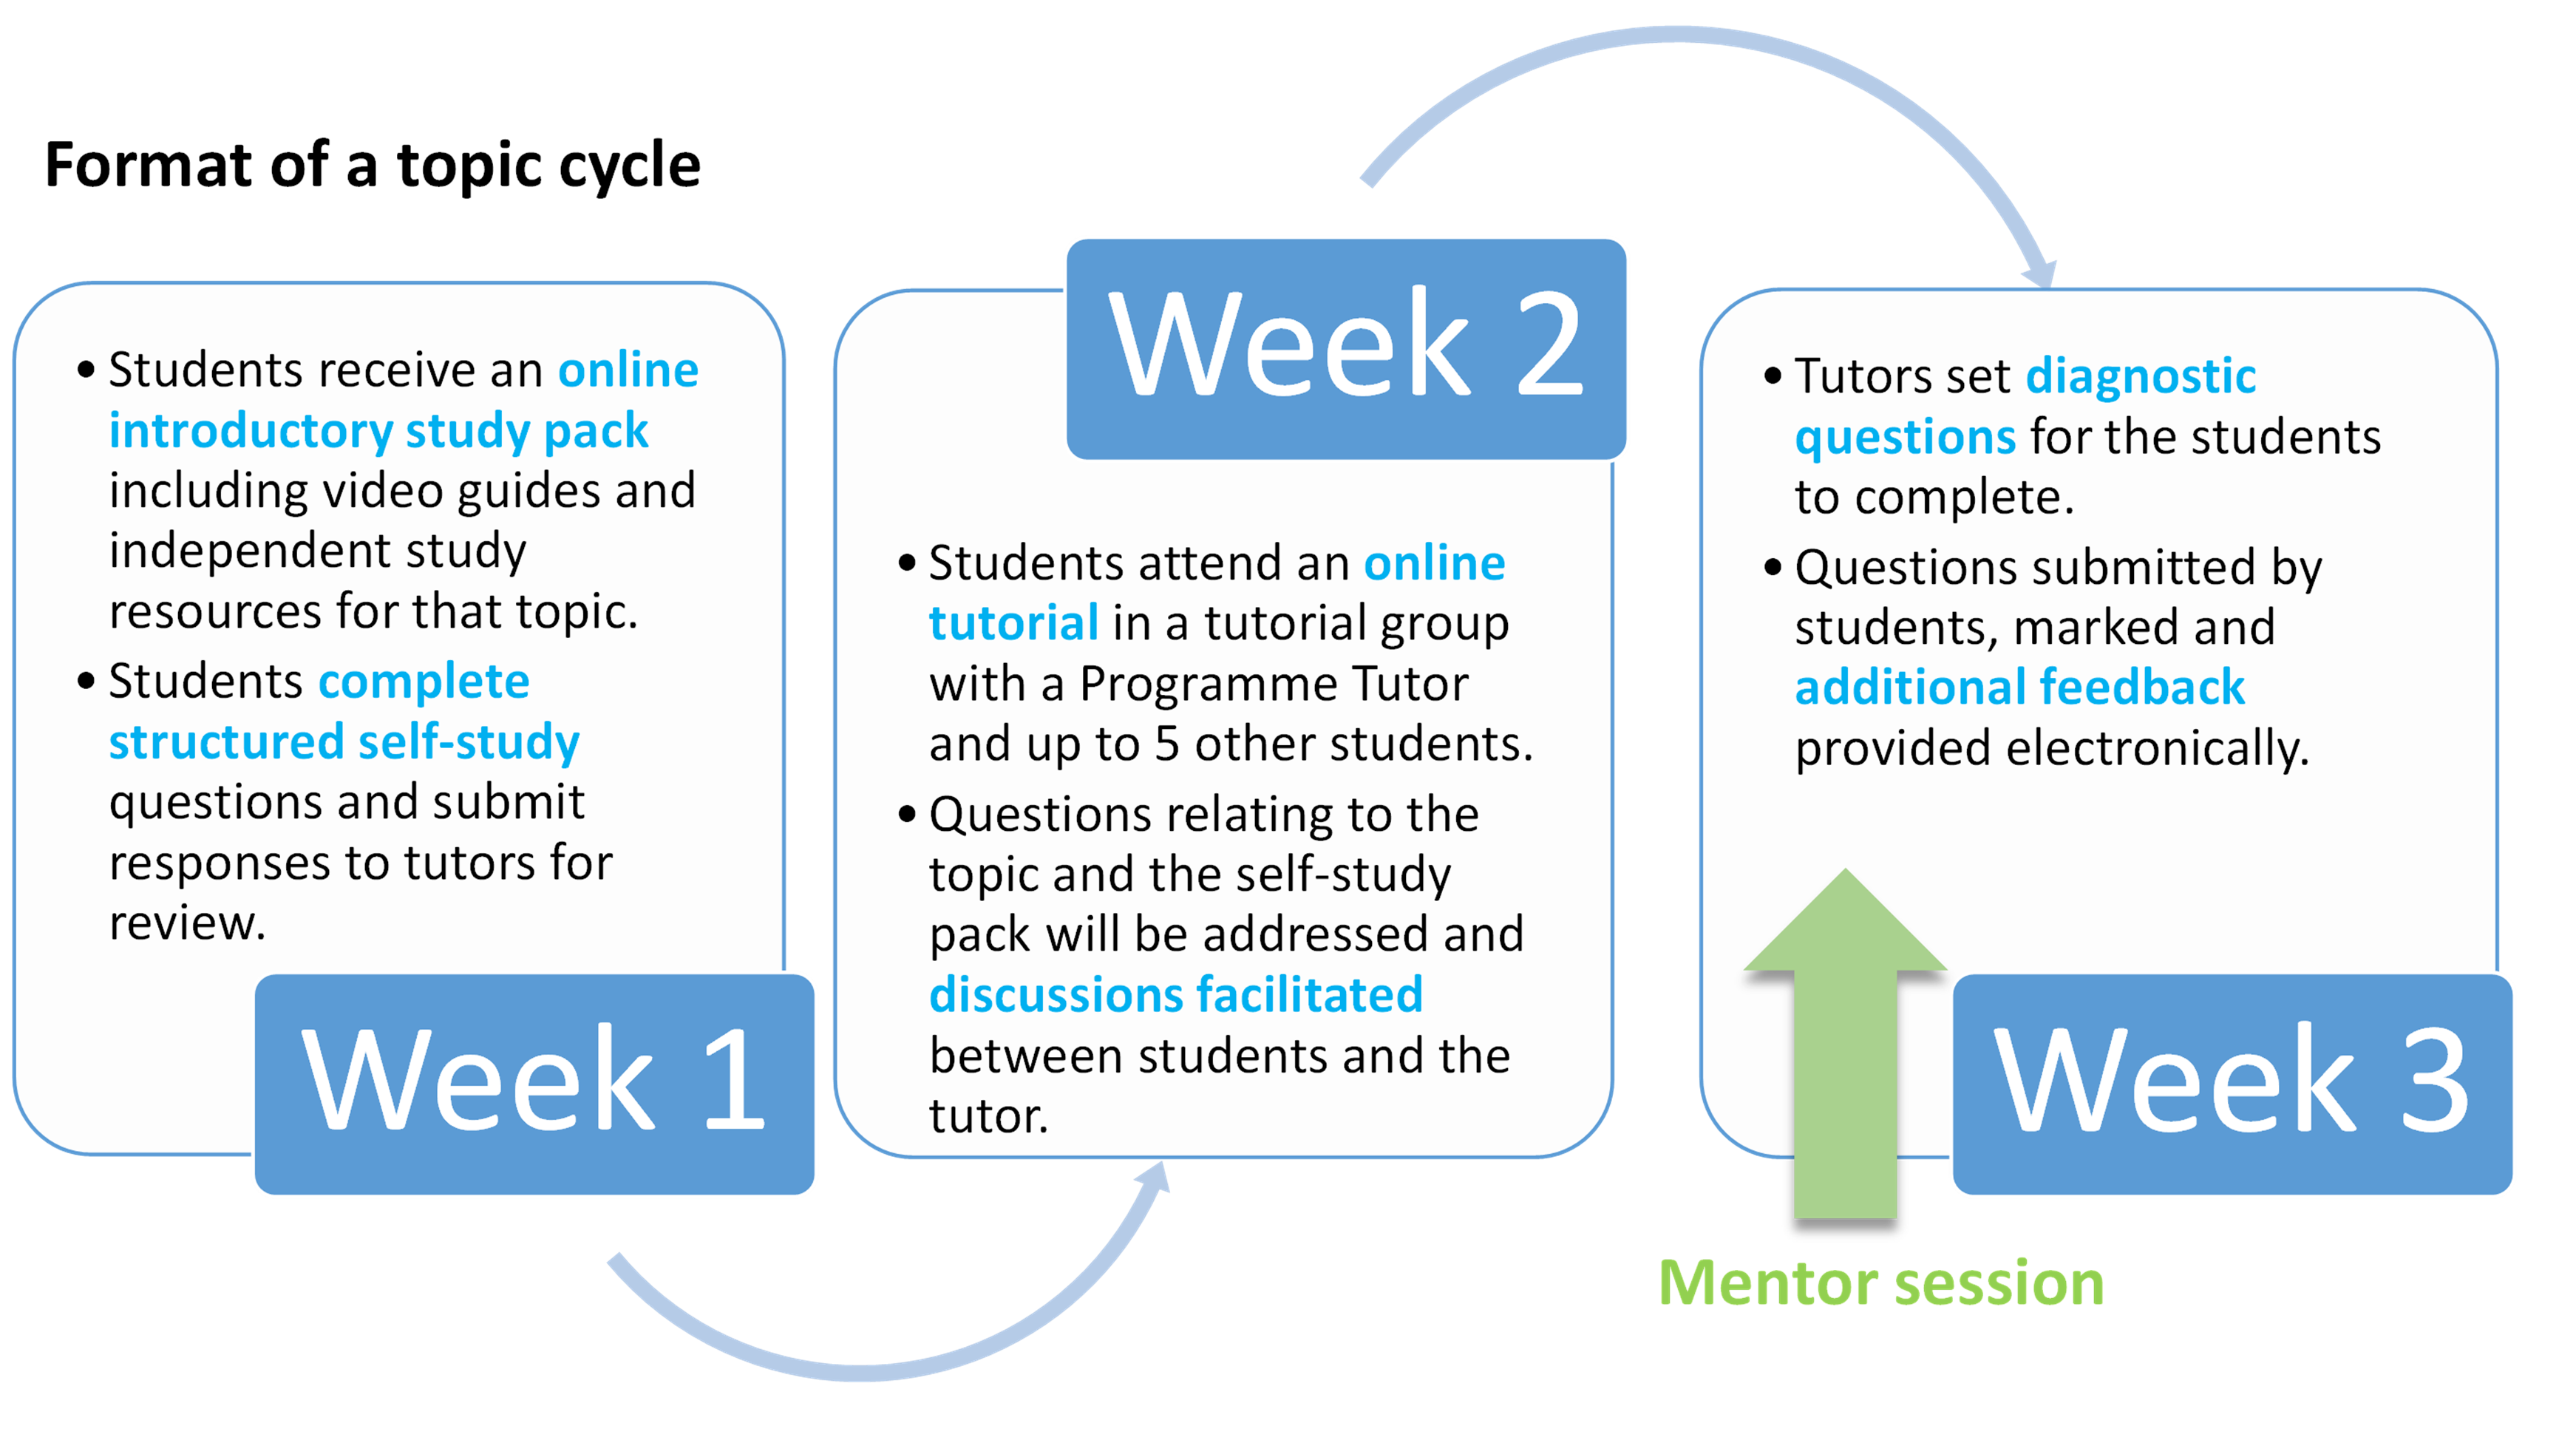 Format of a topic cycle
• Students receive an online
introductory study pack
including video guides and
independent study
resources for that topic.
• Students complete
structured self-study
questions and submit
responses to tutors for
review.
Week 1
Week 2
• Students attend an online
tutorial in a tutorial group
with a Programme Tutor
and up to 5 other students.
• Questions relating to the
topic and the self-study
pack will be addressed and
discussions facilitated
between students and the
tutor.
• Tutors set diagnostic
questions for the students
to complete.
• Questions submitted by
students, marked and
additional feedback
provided electronically.
Week 3
Mentor session